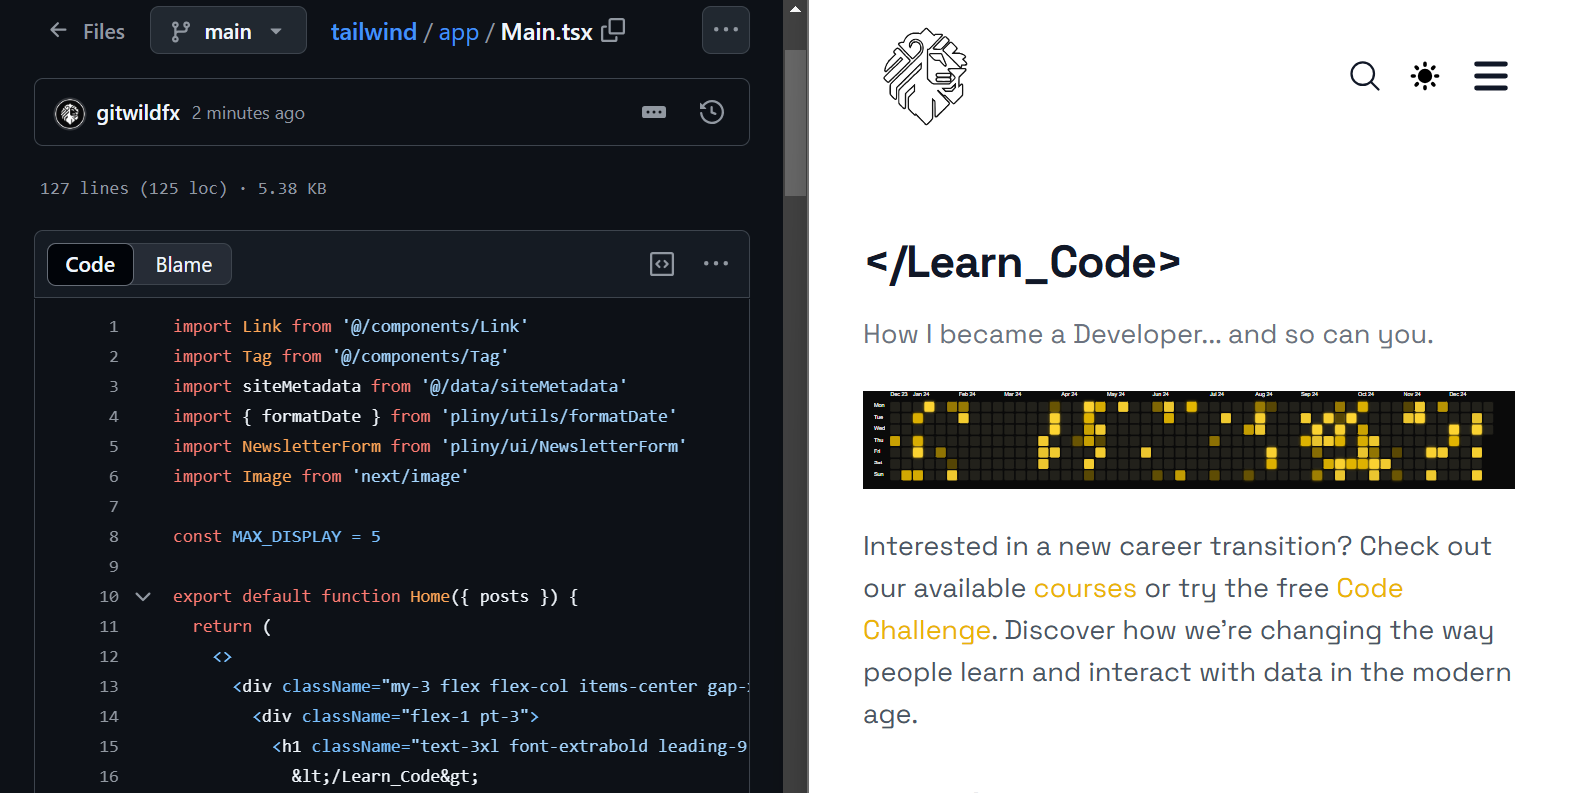 Files
main
tailwind / app / Main.tsx
gitwildfx 2 minutes ago
127 lines (125 loc) · 5.38 KB
Code Blame
1 import Link from '@/components/Link'
2 import Tag from '@/components/Tag'
3 import siteMetadata from '@/data/siteMetadata'
4 import { formatDate } from 'pliny/utils/formatDate'
5 import NewsletterForm from 'pliny/ui/NewsletterForm'
6 import Image from 'next/image'
7
8 const MAX_DISPLAY = 5
9
10 export default function Home({ posts }) {
11 return (
12 <>
13 <div className="my-3 flex flex-col items-center gap-
14 <div className="flex-1 pt-3">
15 <h1 className="text-3xl font-extrabold leading-9
16 &lt;/Learn_Code&gt;
</Learn_Code>
How I became a Developer... and so can you.
Dec 23 Jan 24 Feb 24 Mar 24 Apr 24 May 24 Jun 24 Jul 24 Aug 24 Sep 24 Oct 24 Nov 24 Dec 24
Mon
Tue
Wed
Thu
Fri
Sat
Sun
Interested in a new career transition? Check out
our available courses or try the free Code
Challenge. Discover how we're changing the way
people learn and interact with data in the modern
age.